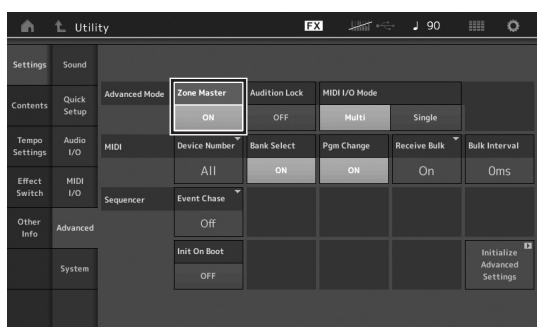 Utility
FX
♩ 90
Settings
Sound
Contents
Quick
Setup
Tempo
Settings
Audio
I/O
Effect
Switch
MIDI
I/O
Other
Info
Advanced
System
Advanced Mode
Zone Master
ON
Audition Lock
OFF
MIDI I/O Mode
Multi
Single
MIDI
Device Number
All
Bank Select
ON
Pgm Change
ON
Receive Bulk
On
Bulk Interval
0ms
Sequencer
Event Chase
Off
Init On Boot
OFF
Initialize
Advanced
Settings